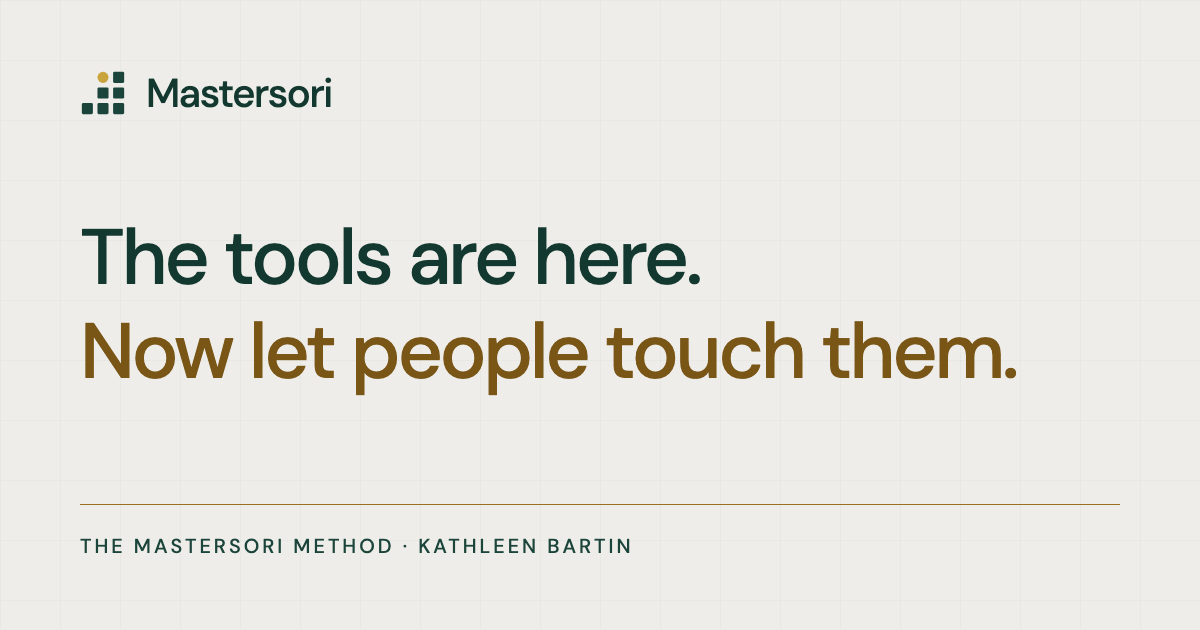 Mastersori
The tools are here.
Now let people touch them.
THE MASTERSORI METHOD · KATHLEEN BARTIN